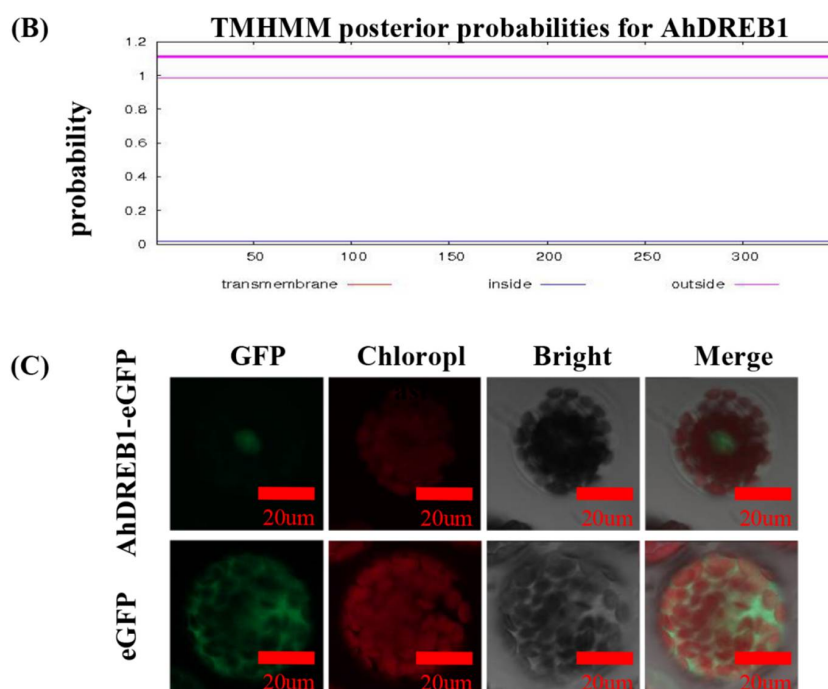 (B)
TMHMM posterior probabilities for AhDREB1
probability
1.2
1
0.8
0.6
0.4
0.2
0
50 100 150 200 250 300
transmembrane inside outside
(C)
GFP Chloropl Bright Merge
AhDREB1-eGFP
20um 20um 20um 20um
eGFP
20um 20um 20um 20um